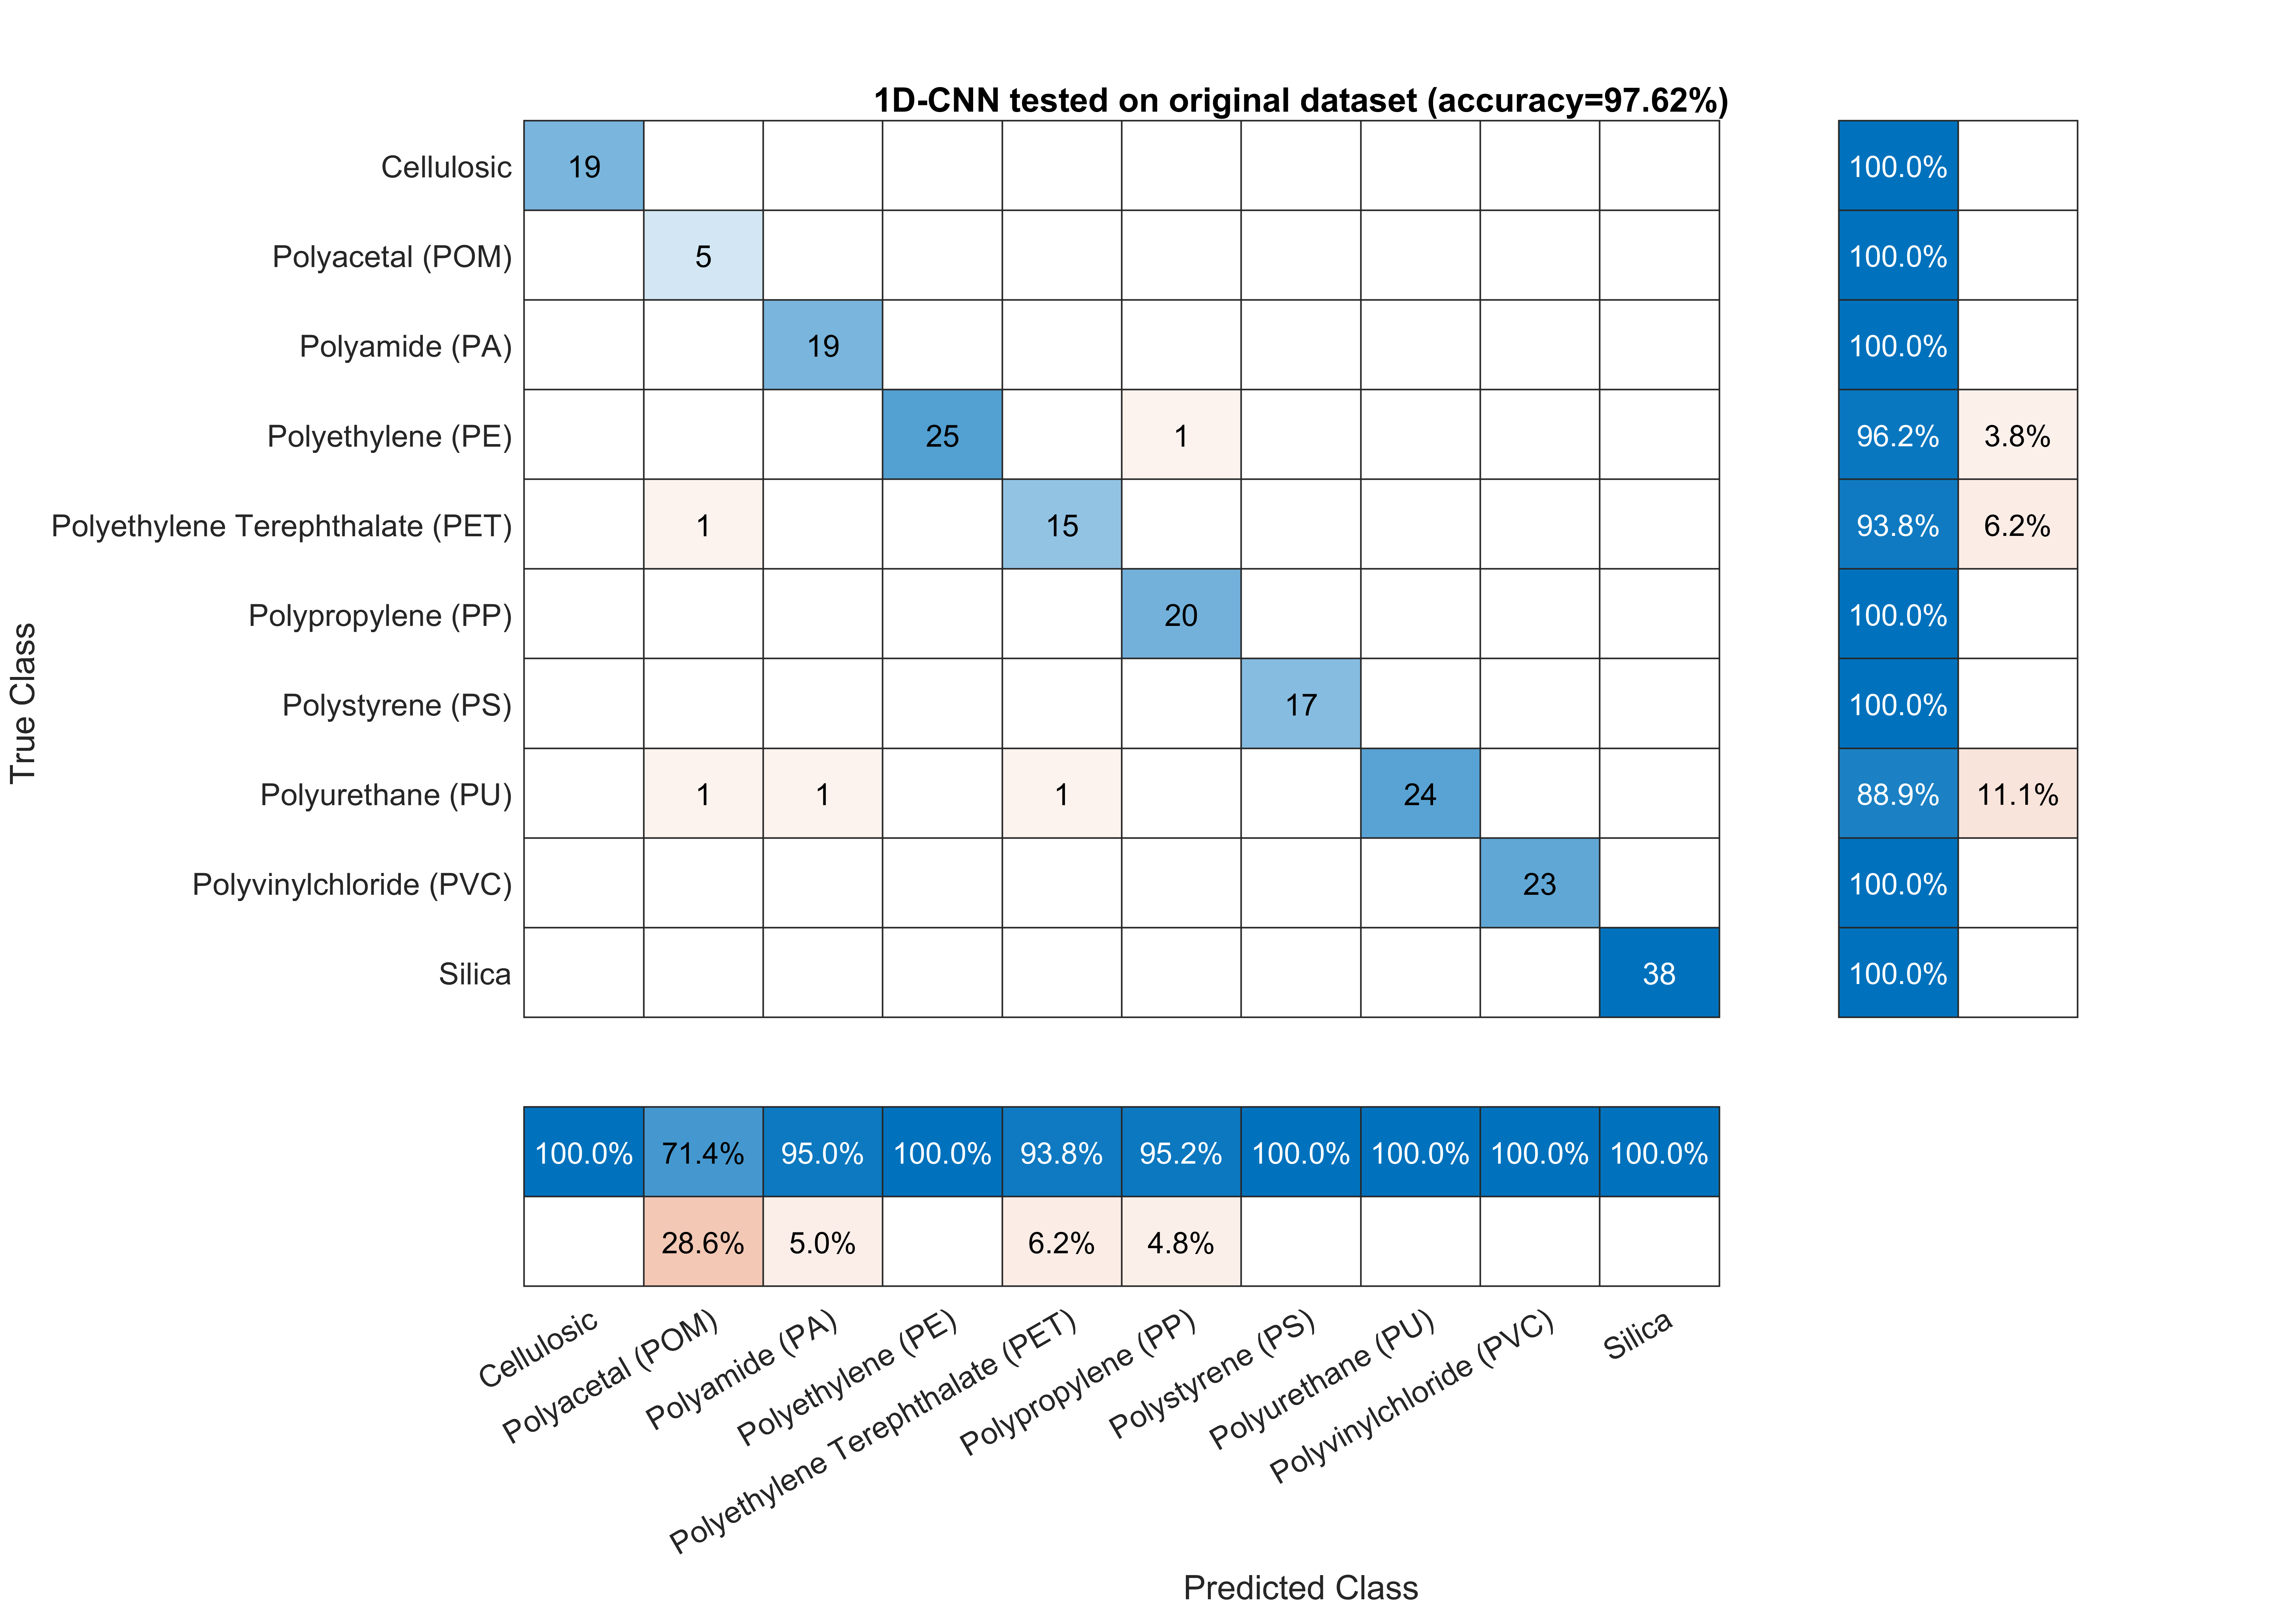 1D-CNN tested on original dataset (accuracy=97.62%)
Cellulosic 19 100.0%
Polyacetal (POM) 5 100.0%
Polyamide (PA) 19 100.0%
Polyethylene (PE) 25 1 96.2% 3.8%
Polyethylene Terephthalate (PET) 1 15 93.8% 6.2%
Polypropylene (PP) 20 100.0%
Polystyrene (PS) 17 100.0%
Polyurethane (PU) 1 1 1 24 88.9% 11.1%
Polyvinylchloride (PVC) 23 100.0%
Silica 38 100.0%
True Class
100.0% 71.4% 95.0% 100.0% 93.8% 95.2% 100.0% 100.0% 100.0% 100.0%
28.6% 5.0% 6.2% 4.8%
Cellulosic
Polyacetal (POM)
Polyamide (PA)
Polyethylene (PE)
Polyethylene Terephthalate (PET)
Polypropylene (PP)
Polystyrene (PS)
Polyurethane (PU)
Polyvinylchloride (PVC)
Silica
Predicted Class